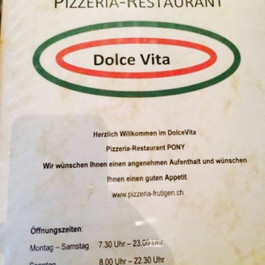 PIZZERIA-RESTAURANT
Dolce Vita
Herzlich Willkommen im DolceVita
Pizzeria-Restaurant PONY
Wir wünschen Ihnen einen angenehmen Aufenthalt und wünschen
Ihnen einen guten Appetit
www.pizzeria-frutigen.ch
Öffnungszeiten:
Montag – Samstag 7.30 Uhr – 23.00 Uhr
Sonntag 8.00 Uhr – 22.30 Uhr